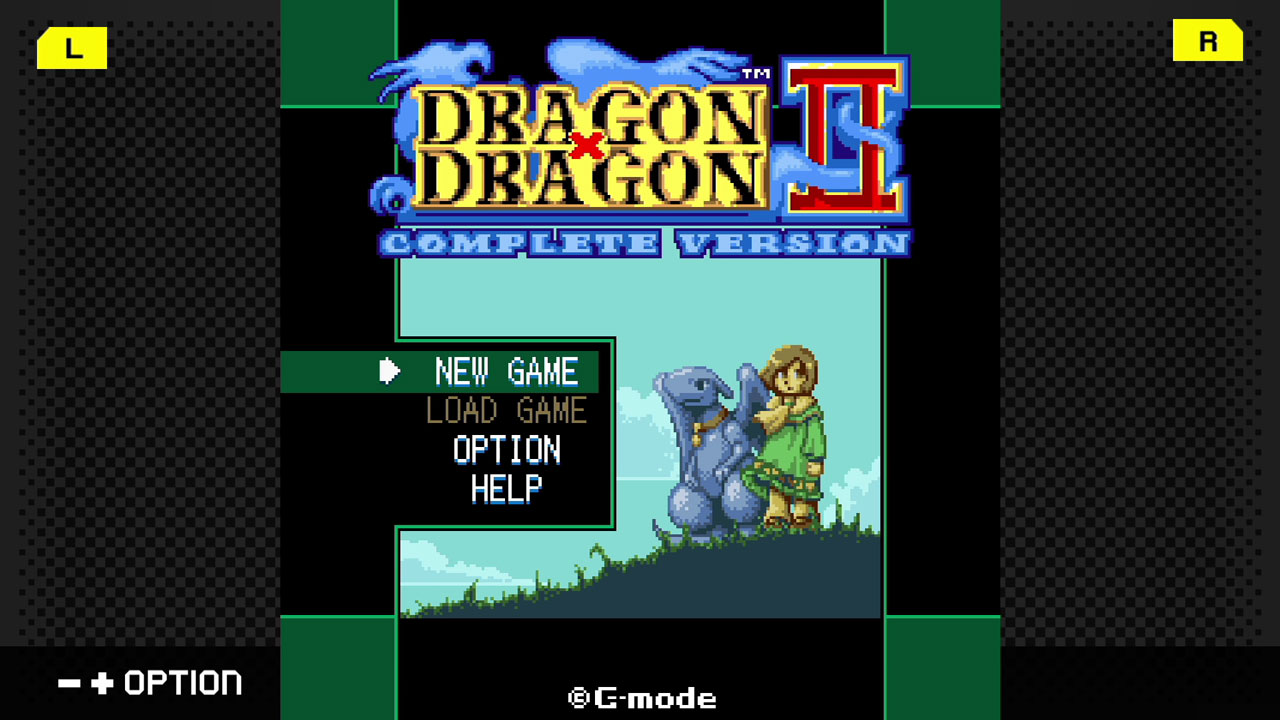 L
R
DRAGON
×
DRAGON
II
™
COMPLETE VERSION
NEW GAME
LOAD GAME
OPTION
HELP
− + OPTION
©G-mode